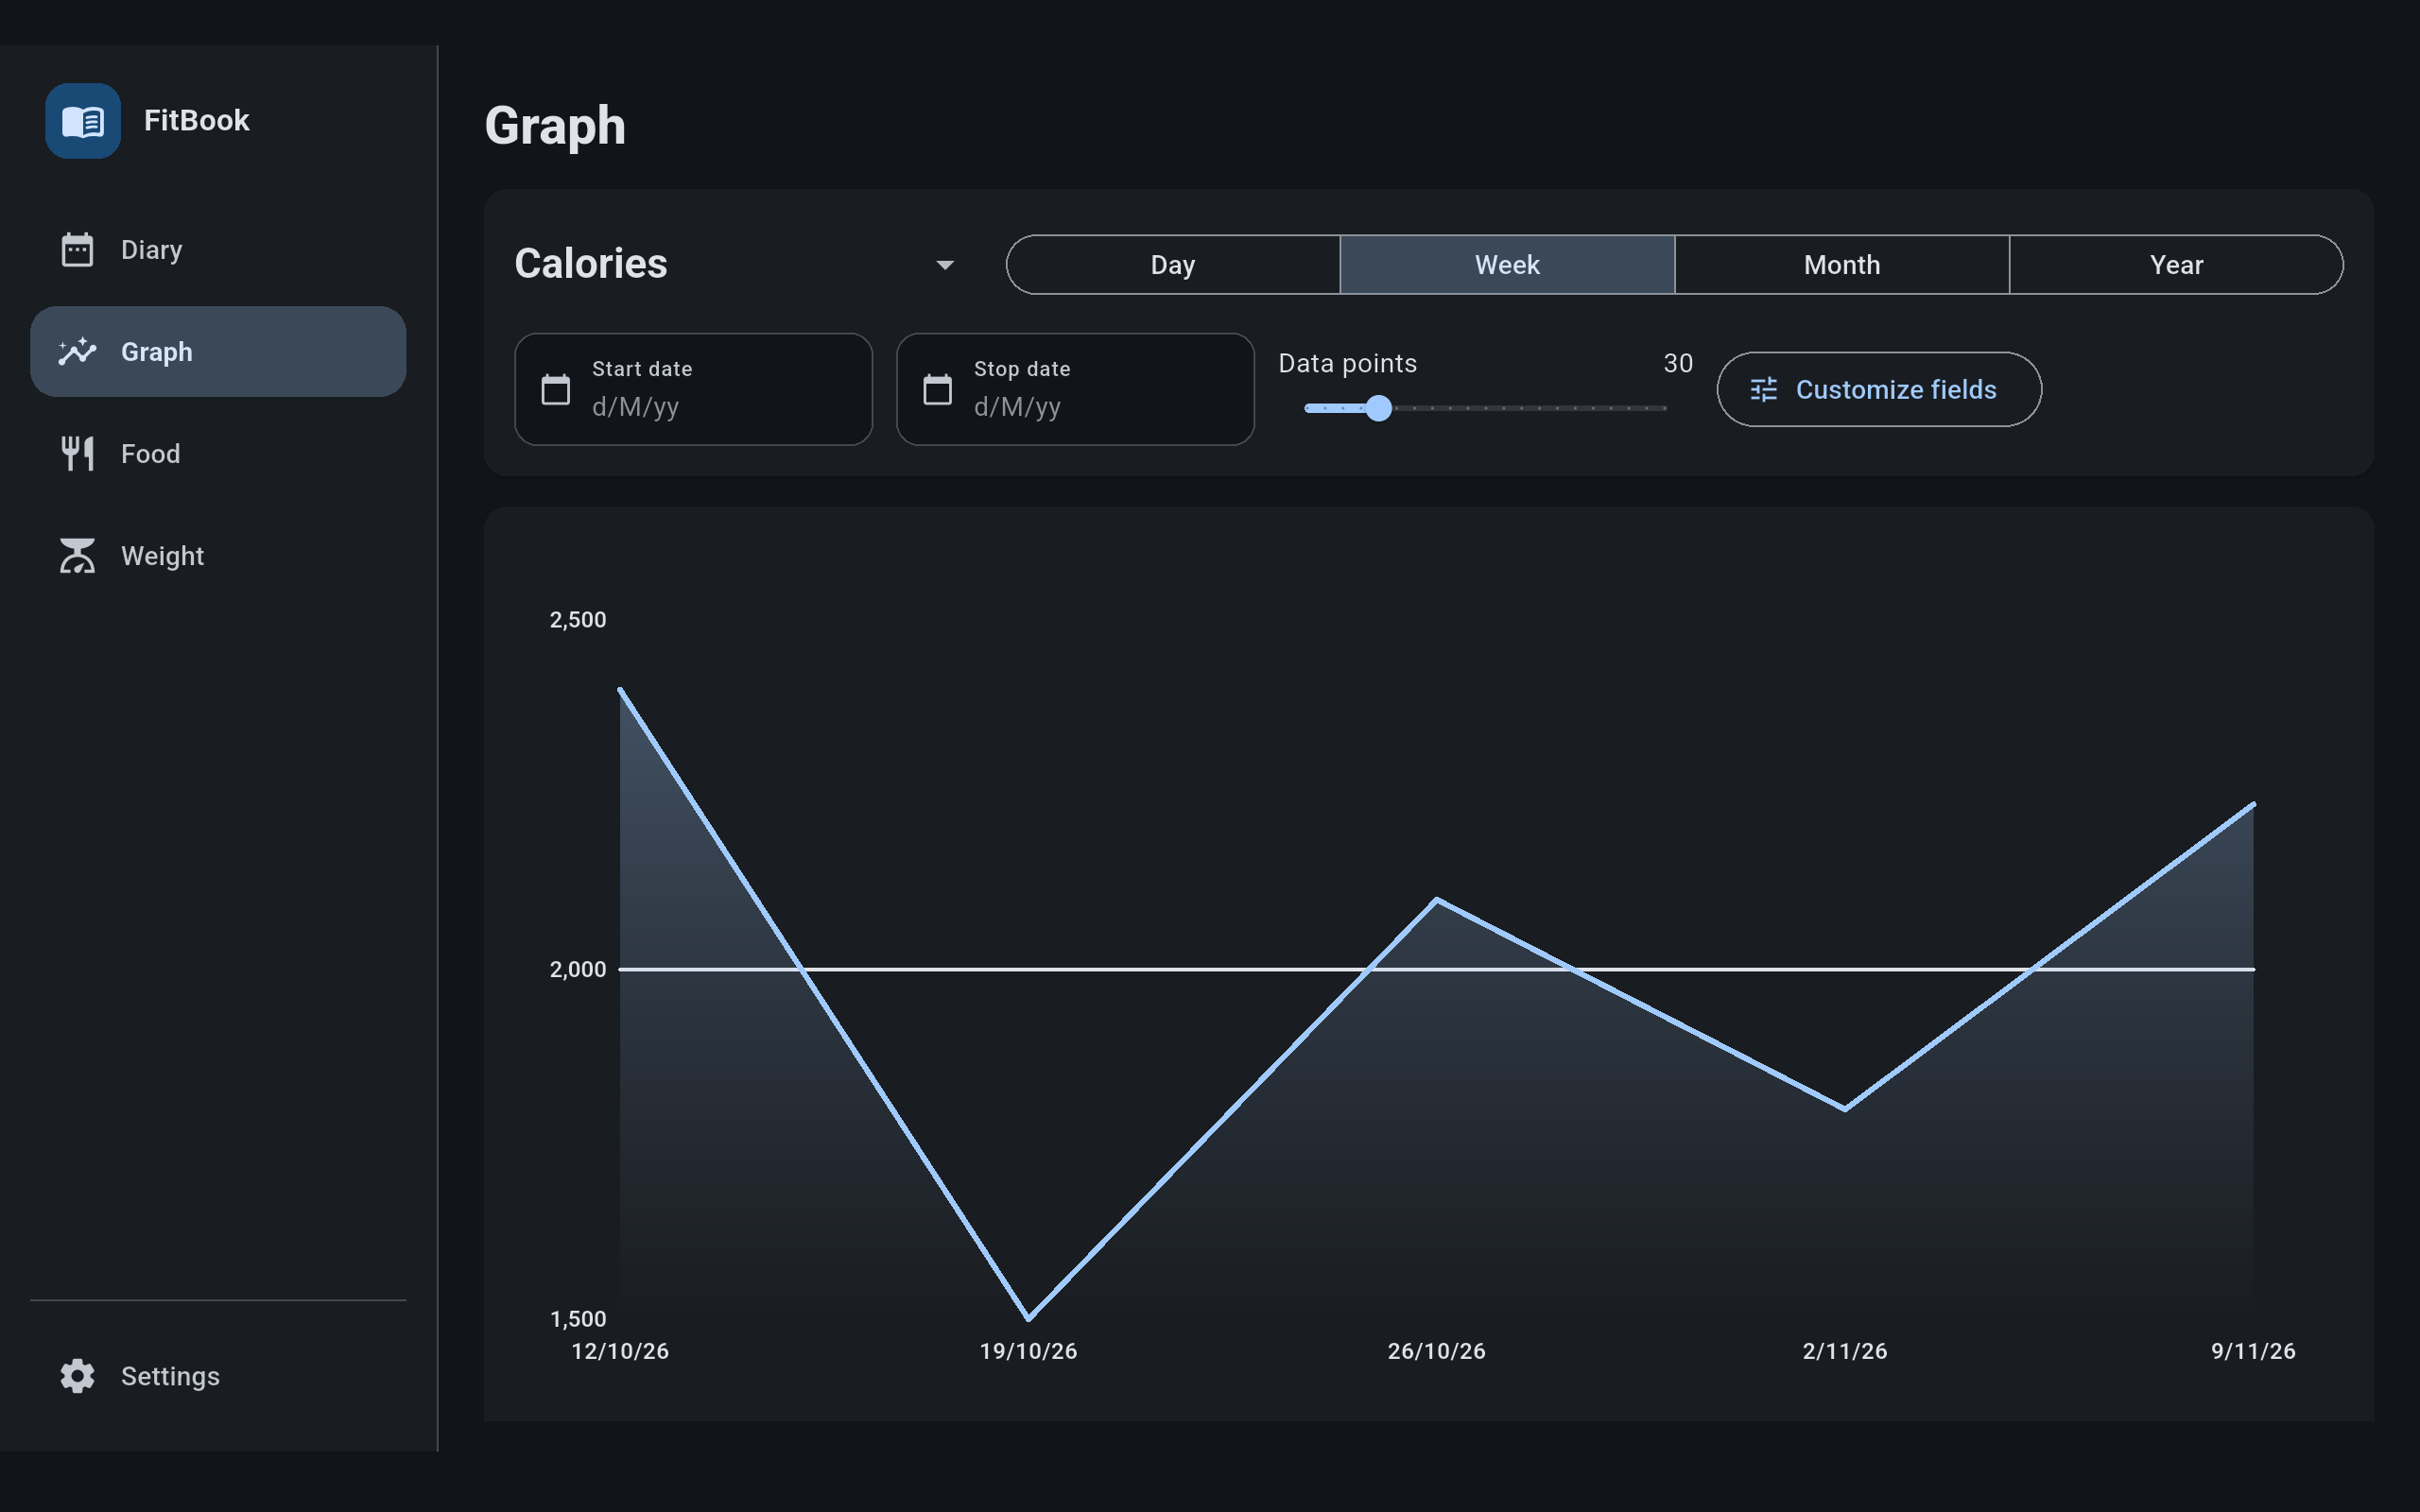 FitBook
Diary
Graph
Food
Weight
Settings
Graph
Calories
Day
Week
Month
Year
Start date
d/M/yy
Stop date
d/M/yy
Data points
30
Customize fields
2,500
2,000
1,500
12/10/26
19/10/26
26/10/26
2/11/26
9/11/26